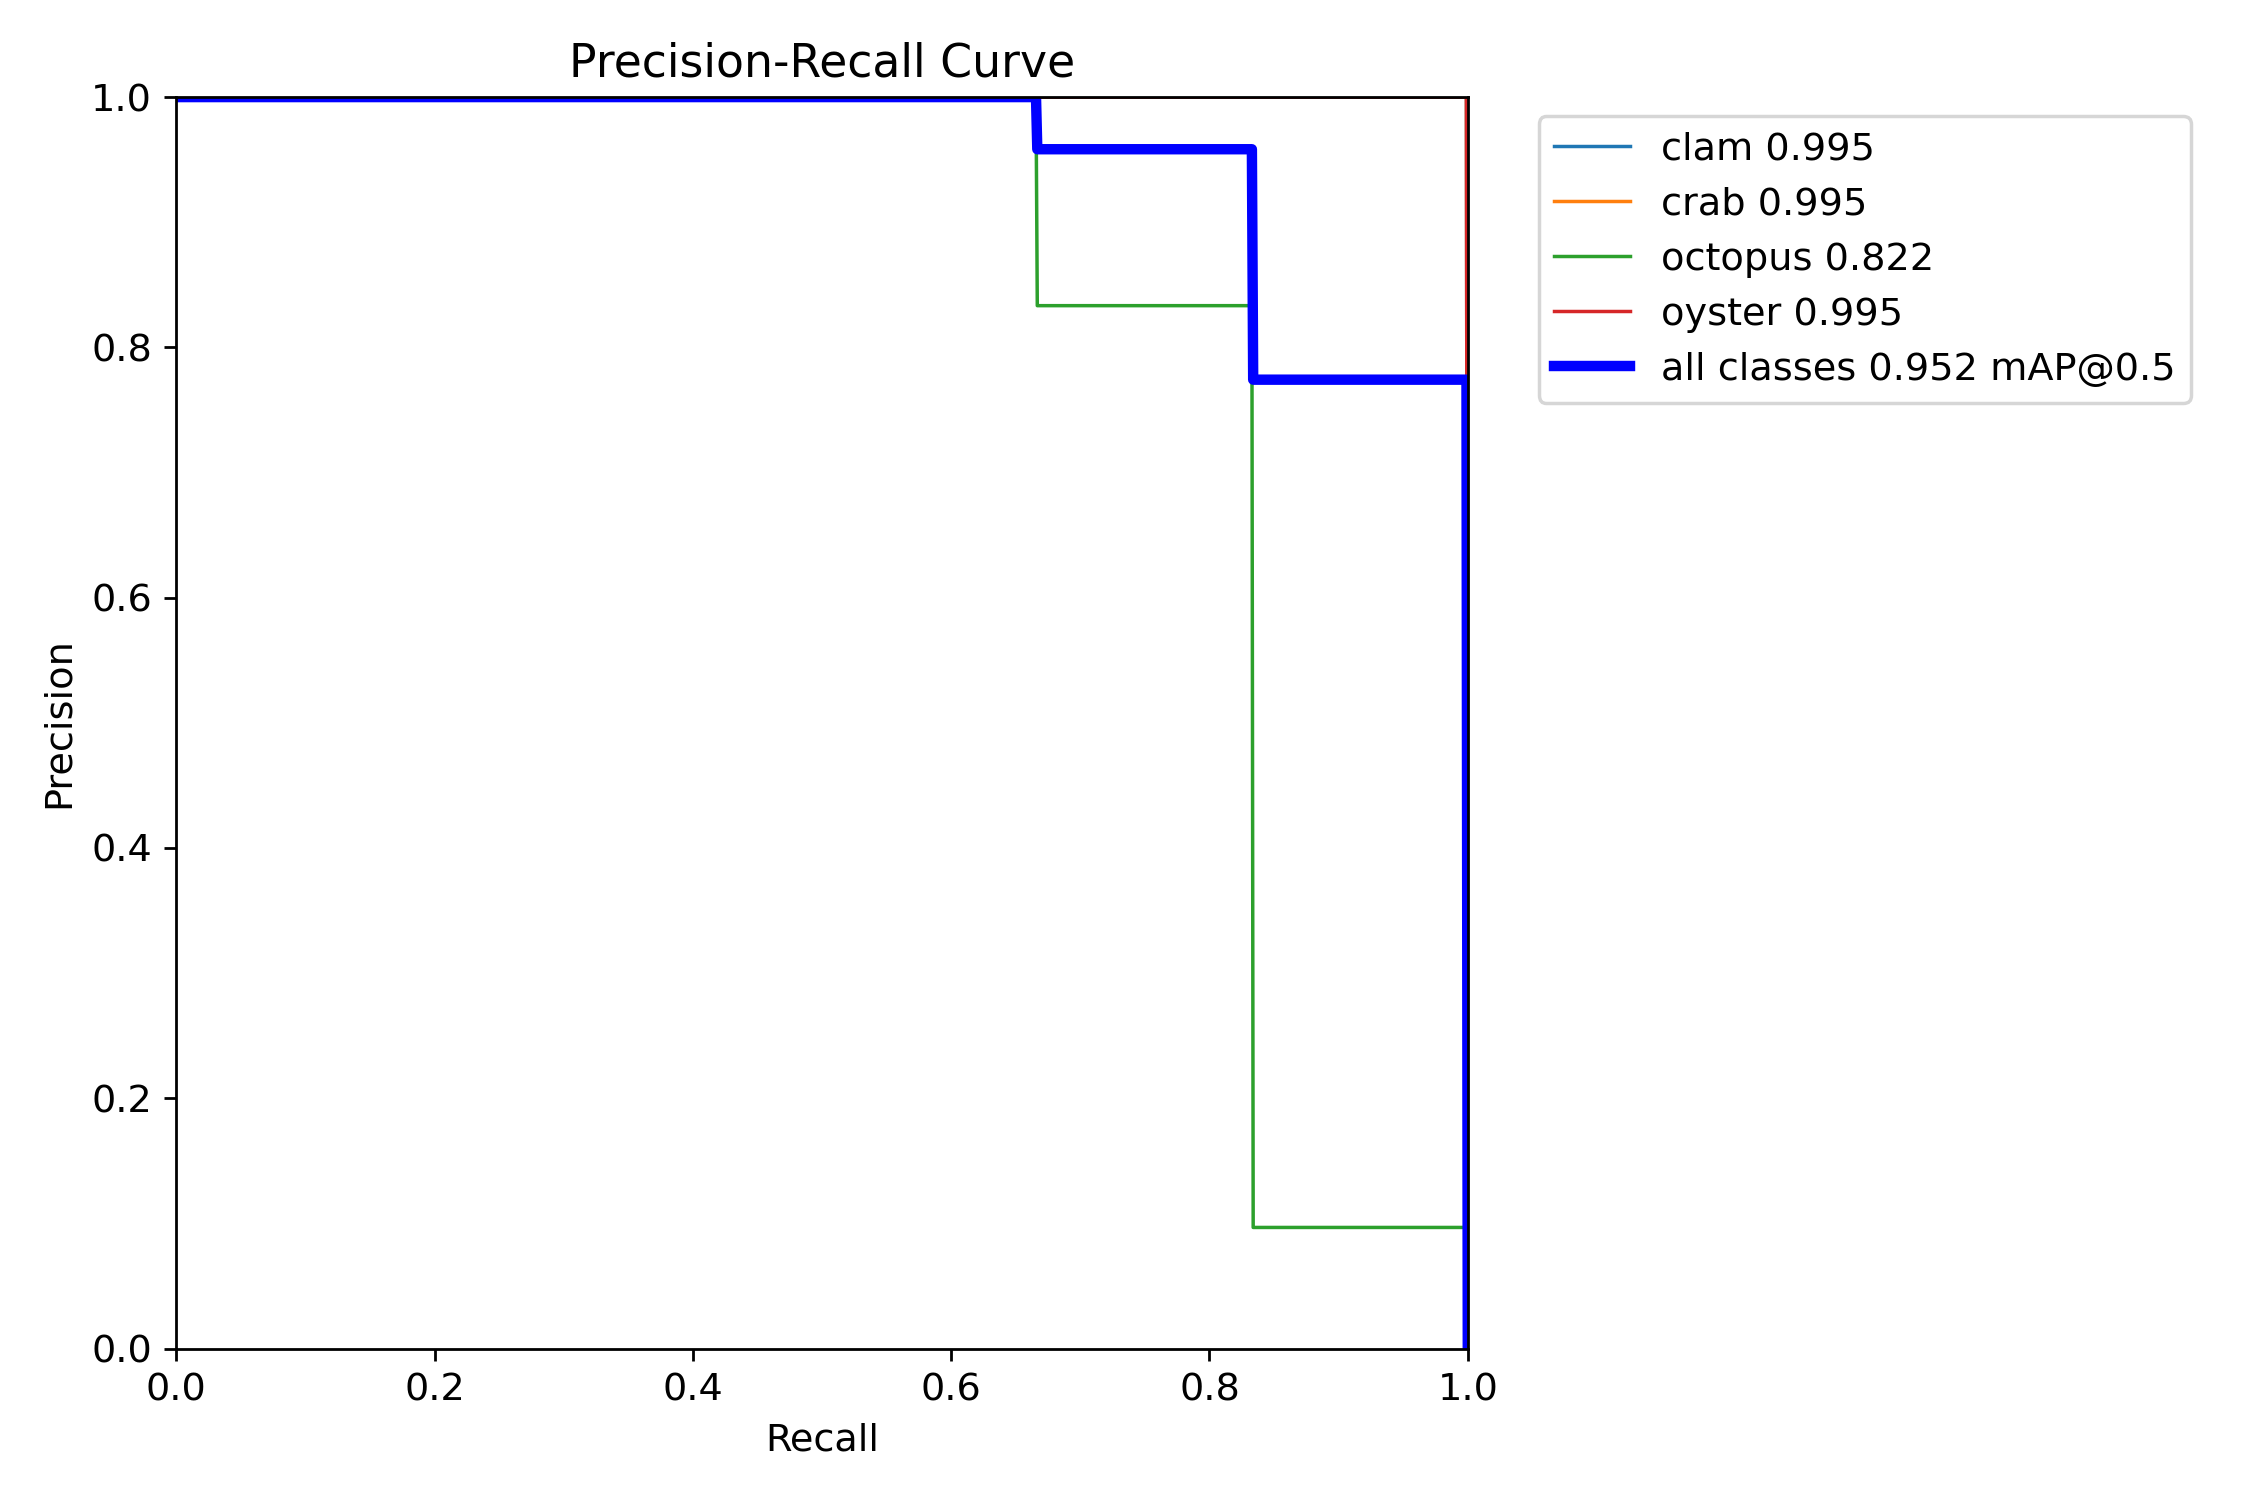 Precision-Recall Curve
1.0
0.8
0.6
0.4
0.2
0.0
Precision
0.0 0.2 0.4 0.6 0.8 1.0
Recall
clam 0.995
crab 0.995
octopus 0.822
oyster 0.995
all classes 0.952 mAP@0.5